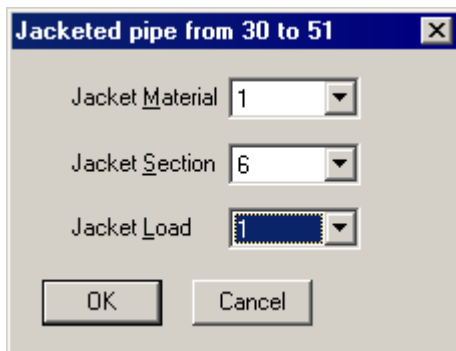 Jacketed pipe from 30 to 51
Jacket Material 1
Jacket Section 6
Jacket Load 1
OK Cancel